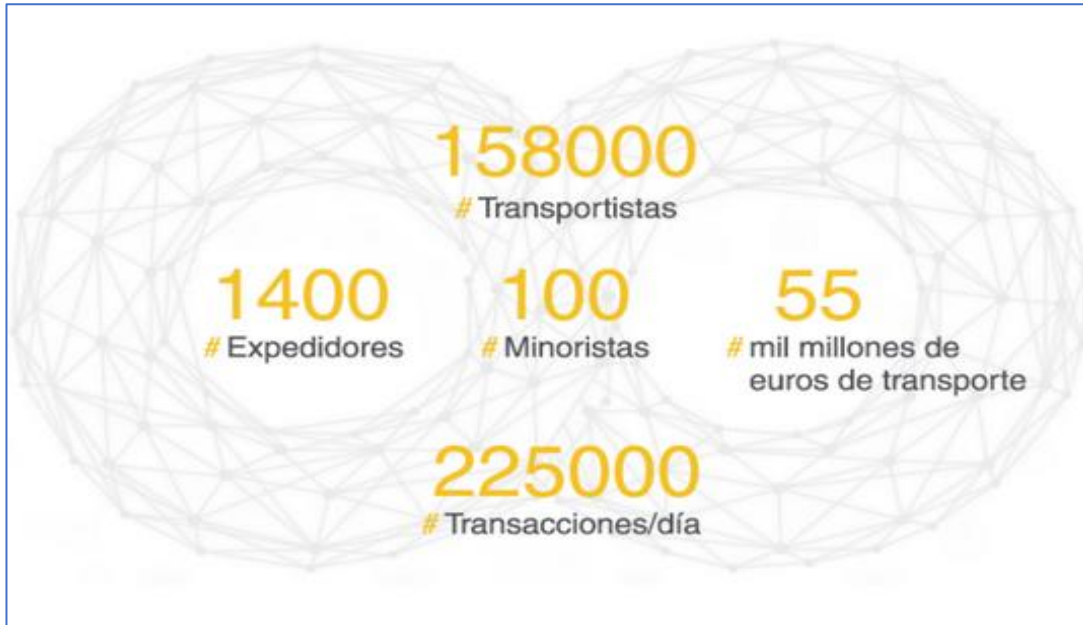 158000
# Transportistas
1400
# Expedidores
100
# Minoristas
55
# mil millones de
euros de transporte
225000
# Transacciones/día